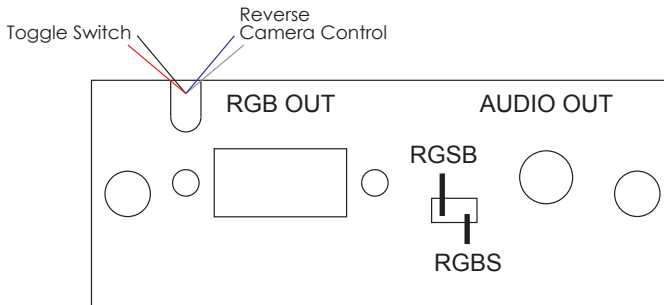 Reverse
Toggle Switch
Camera Control
RGB OUT
AUDIO OUT
RGSB
RGBS